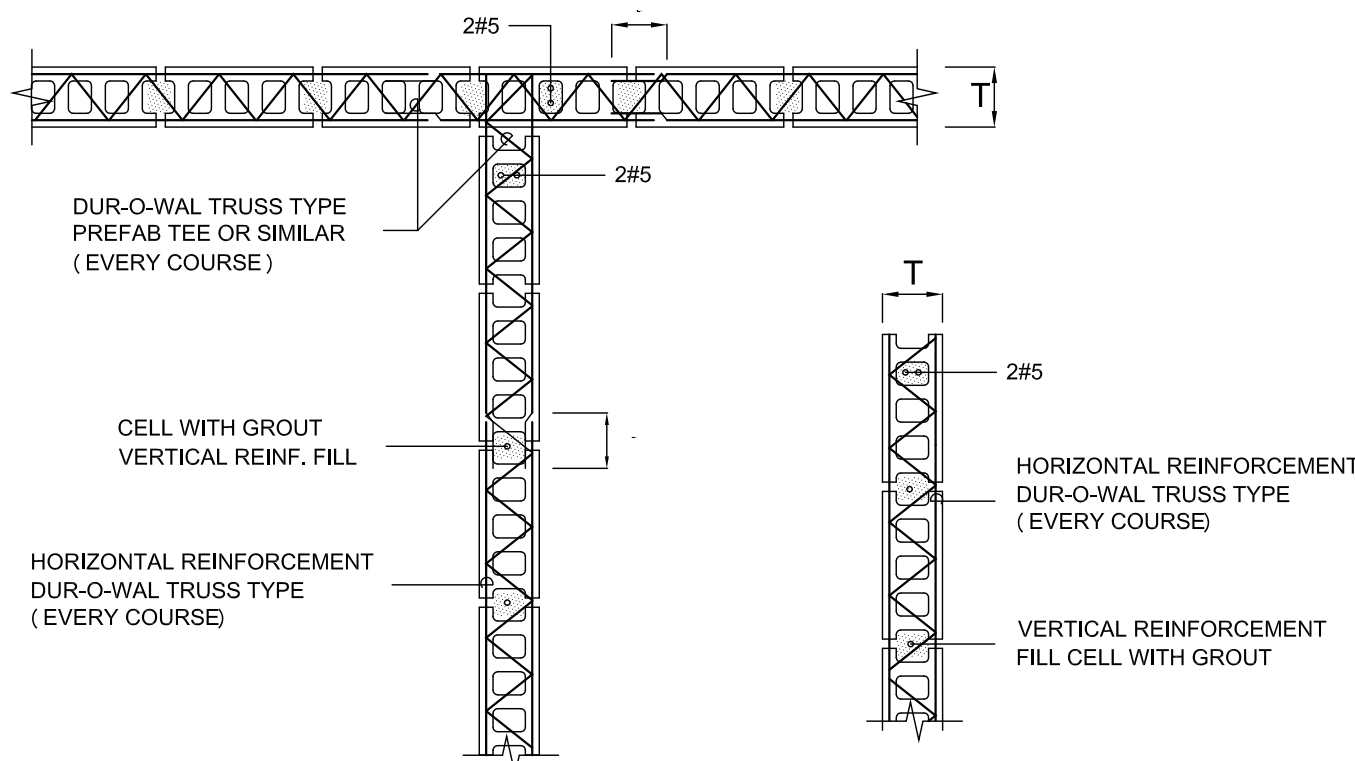 2#5
T
2#5
DUR-O-WAL TRUSS TYPE
PREFAB TEE OR SIMILAR
( EVERY COURSE )
T
2#5
CELL WITH GROUT
VERTICAL REINF. FILL
HORIZONTAL REINFORCEMENT
DUR-O-WAL TRUSS TYPE
( EVERY COURSE)
HORIZONTAL REINFORCEMENT
DUR-O-WAL TRUSS TYPE
( EVERY COURSE)
VERTICAL REINFORCEMENT
FILL CELL WITH GROUT